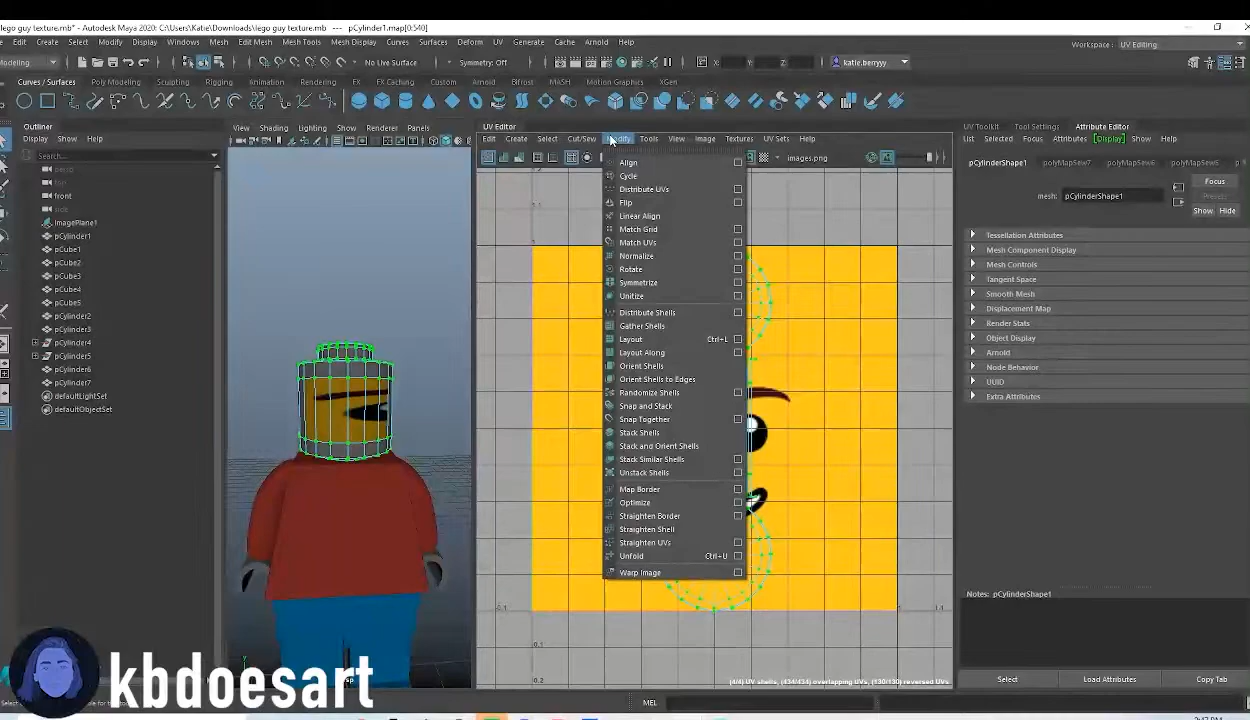 lego guy texture.mb* - Autodesk Maya 2020: C:\Users\Katie\Downloads\lego guy texture.mb --- pCylinder1.map[0:540]
Edit Create Select Modify Display Windows Mesh Edit Mesh Mesh Tools Mesh Display Curves Surfaces Deform UV Generate Cache Arnold Help
Workspace : UV Editing
Modeling No Live Surface Symmetry: Off X: Y: Z: katie.berryy
Curves / Surfaces Poly Modeling Sculpting Rigging Animation Rendering FX FX Caching Custom Arnold Bifrost MASH Motion Graphics XGen
Outliner
Display Show Help
Search...
persp
top
front
side
imagePlane1
pCylinder1
pCube1
pCube2
pCube3
pCube4
pCube5
pCylinder2
pCylinder3
pCylinder4
pCylinder5
pCylinder6
pCylinder7
defaultLightSet
defaultObjectSet
View Shading Lighting Show Renderer Panels
UV Editor
Edit Create Select Cut/Sew Modify Tools View Image Textures UV Sets Help
images.png
Align
Cycle
Distribute UVs
Flip
Linear Align
Match Grid
Match UVs
Normalize
Rotate
Symmetrize
Unitize
Distribute Shells
Gather Shells
Layout Ctrl+L
Layout Along
Orient Shells
Orient Shells to Edges
Randomize Shells
Snap and Stack
Snap Together
Stack Shells
Stack and Orient Shells
Stack Similar Shells
Unstack Shells
Map Border
Optimize
Straighten Border
Straighten Shell
Straighten UVs
Unfold Ctrl+U
Warp Image
(4/4) UV shells, (434/434) overlapping UVs, (130/130) reversed UVs
UV Toolkit Tool Settings Attribute Editor
List Selected Focus Attributes Display Show Help
pCylinderShape1 polyMapSew7 polyMapSew6 polyMapSew5
mesh: pCylinderShape1
Focus
Presets
Show Hide
Tessellation Attributes
Mesh Component Display
Mesh Controls
Tangent Space
Smooth Mesh
Displacement Map
Render Stats
Object Display
Arnold
Node Behavior
UUID
Extra Attributes
Notes: pCylinderShape1
Select Load Attributes Copy Tab
MEL
kbdoesart